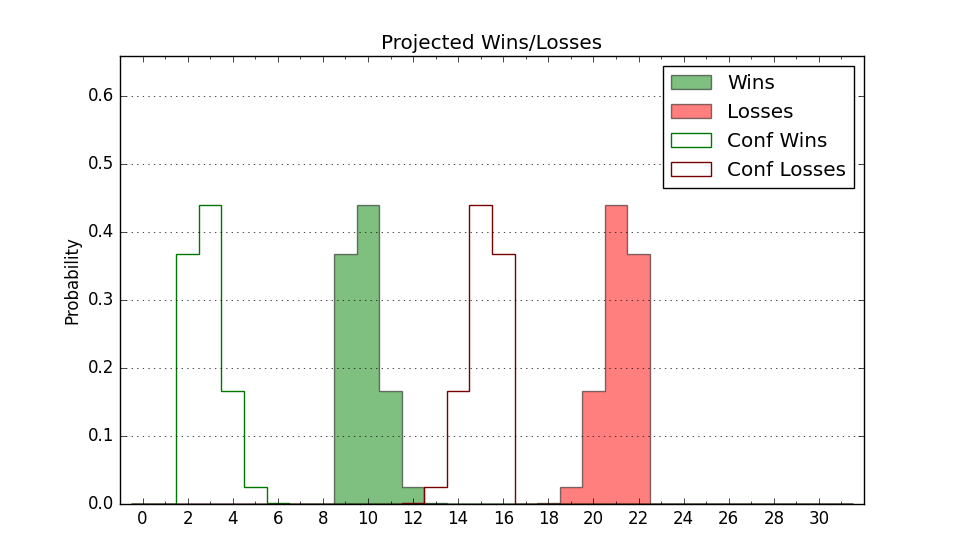 Projected Wins/Losses
Wins
Losses
Conf Wins
Conf Losses
Probability
0.6
0.5
0.4
0.3
0.2
0.1
0.0
0 2 4 6 8 10 12 14 16 18 20 22 24 26 28 30